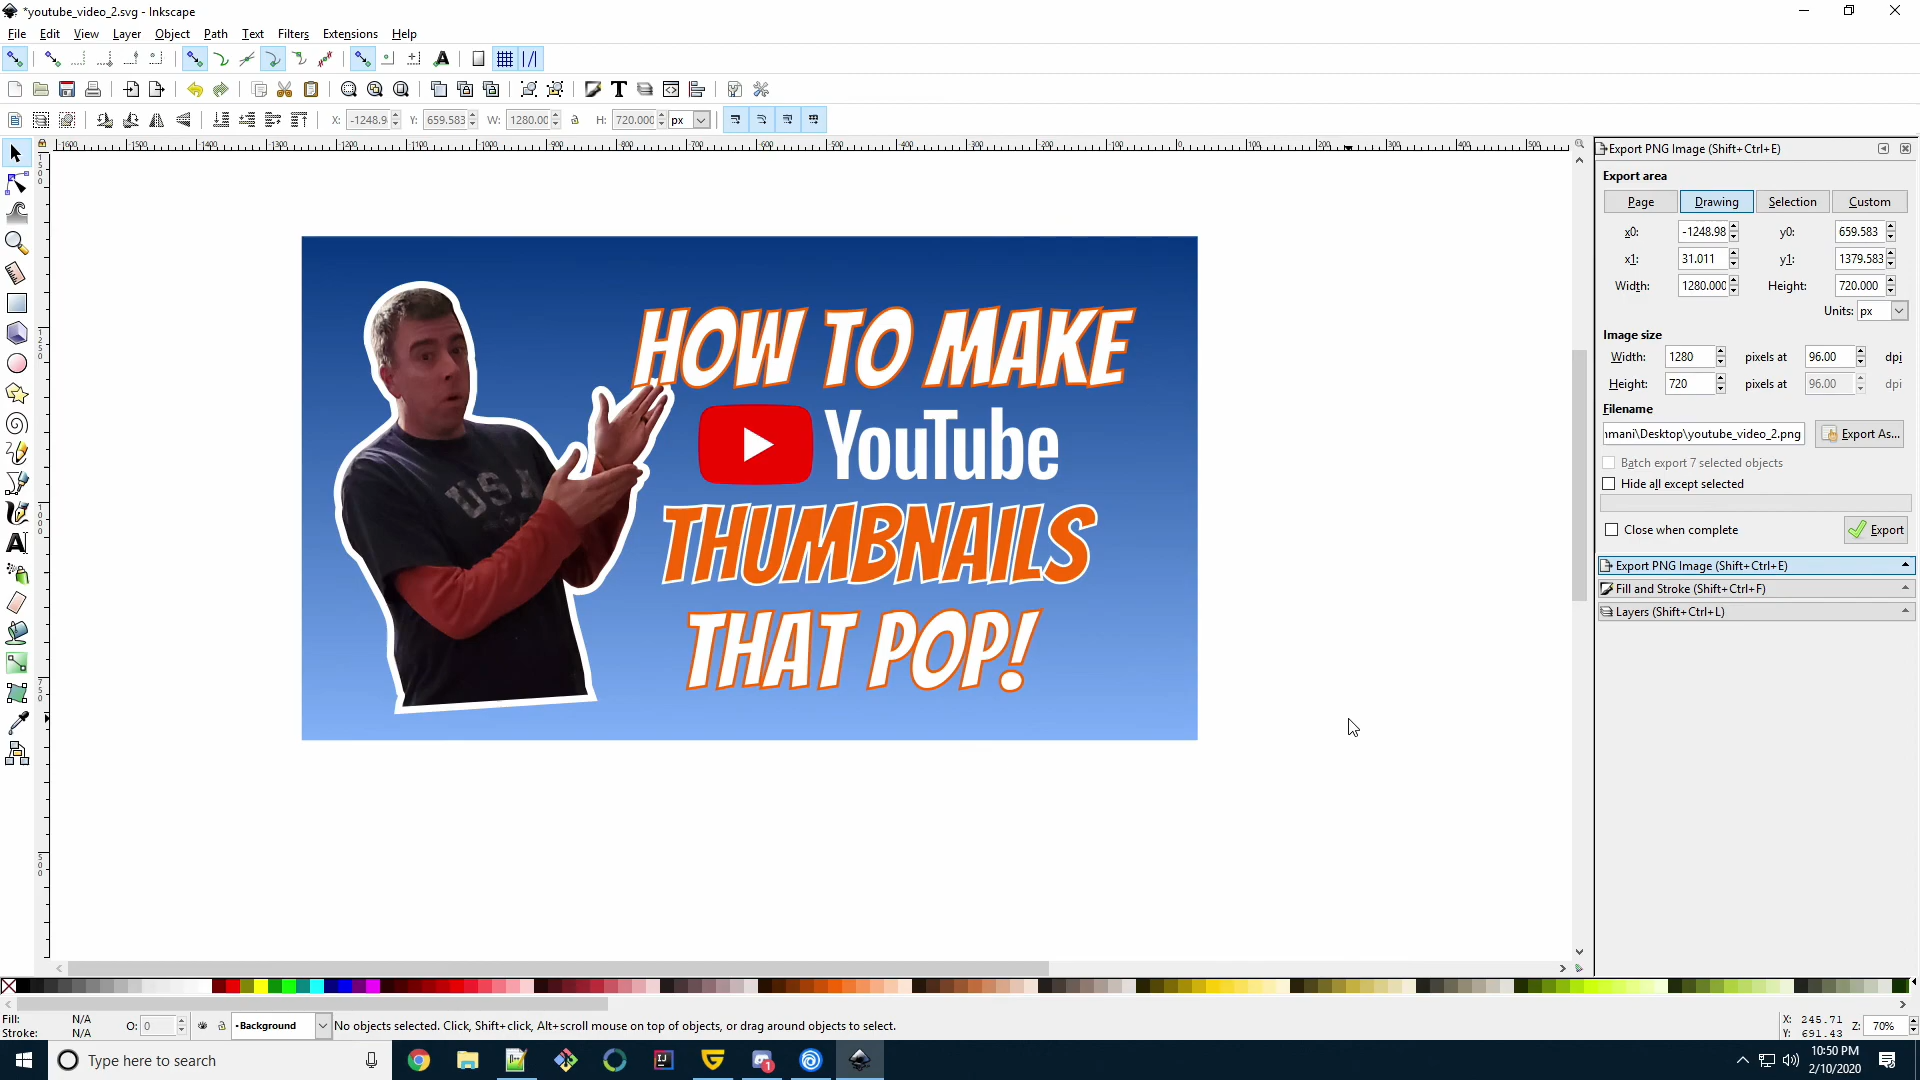 *youtube_video_2.svg - Inkscape
File Edit View Layer Object Path Text Filters Extensions Help
X: -1248.9 Y: 659.583 W: 1280.00 H: 720.000 px
Export PNG Image (Shift+Ctrl+E)
Export area
Page Drawing Selection Custom
x0: -1248.98 y0: 659.583
x1: 31.011 y1: 1379.583
Width: 1280.000 Height: 720.000
Units: px
Image size
Width: 1280 pixels at 96.00 dpi
Height: 720 pixels at 96.00 dpi
Filename
mani\Desktop\youtube_video_2.png Export As...
Batch export 7 selected objects
Hide all except selected
Close when complete Export
Export PNG Image (Shift+Ctrl+E)
Fill and Stroke (Shift+Ctrl+F)
Layers (Shift+Ctrl+L)
HOW TO MAKE
YouTube
THUMBNAILS
THAT POP!
USA
Fill: N/A
Stroke: N/A
O: 0
•Background
No objects selected. Click, Shift+click, Alt+scroll mouse on top of objects, or drag around objects to select.
X: 245.71
Y: 691.43
Z: 70%
Type here to search
10:50 PM
2/10/2020